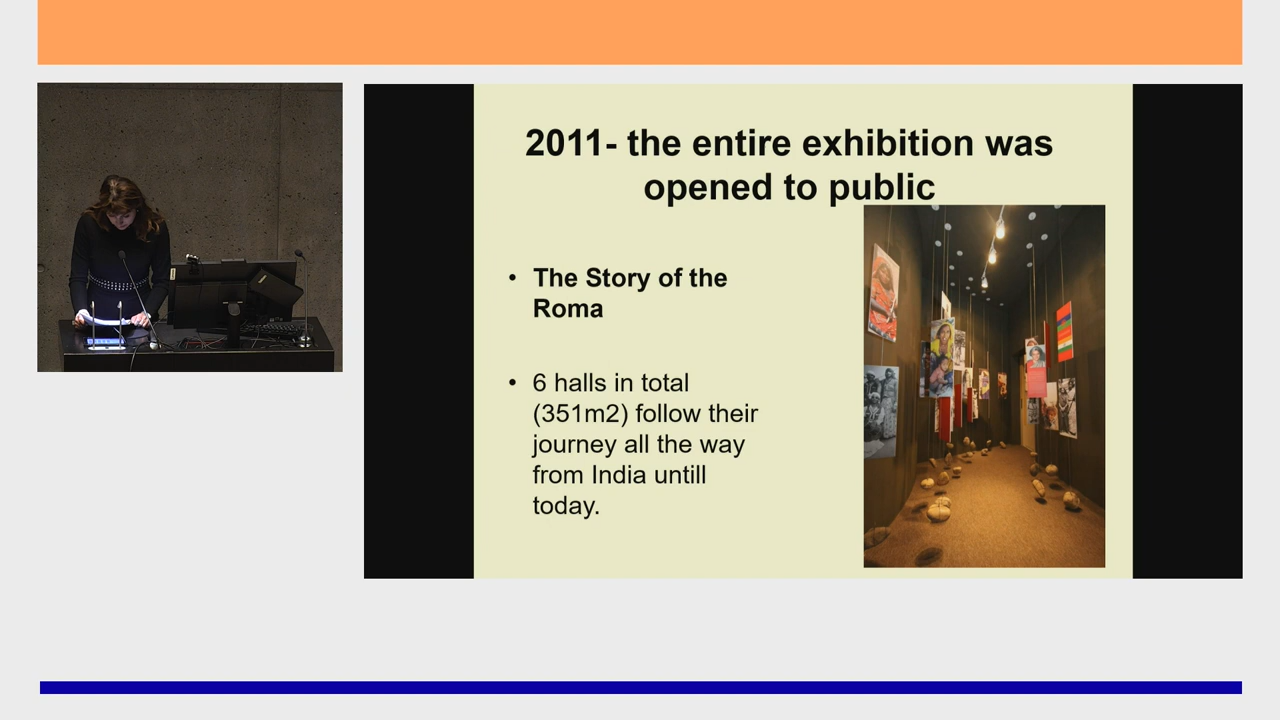 2011- the entire exhibition was
opened to public
• The Story of the
Roma
• 6 halls in total
(351m2) follow their
journey all the way
from India untill
today.